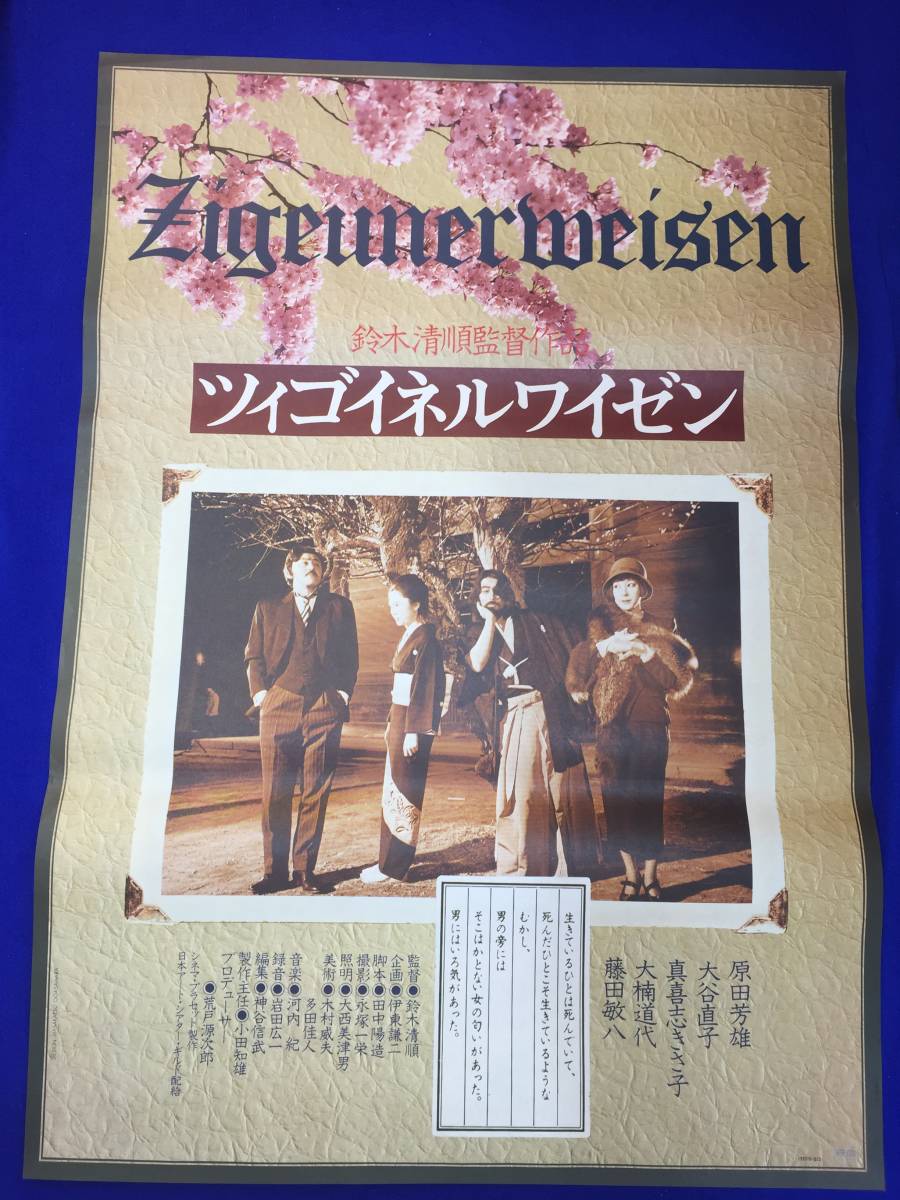 Zigeunerweisen
鈴木清順監督作品
ツィゴイネルワイゼン
生きているひとは死んでいて、
死んだひとこそ生きているような
むかし、
男の旁には
そこはかとない女の匂いがあった。
男にはいろ気があった。
原田芳雄
大谷直子
真喜志きさ子
大楠道代
藤田敏八
監督●鈴木清順
企画●伊東謙二
脚本●田中陽造
撮影●永塚一栄
照明●大西美津男
美術●木村威夫
多田佳人
音楽●河内 紀
録音●岩田広一
編集●神谷信武
製作主任●小田知雄
プロデューサー
●荒戸源次郎
シネマ・プラセット製作
日本アート・シアター・ギルド配給